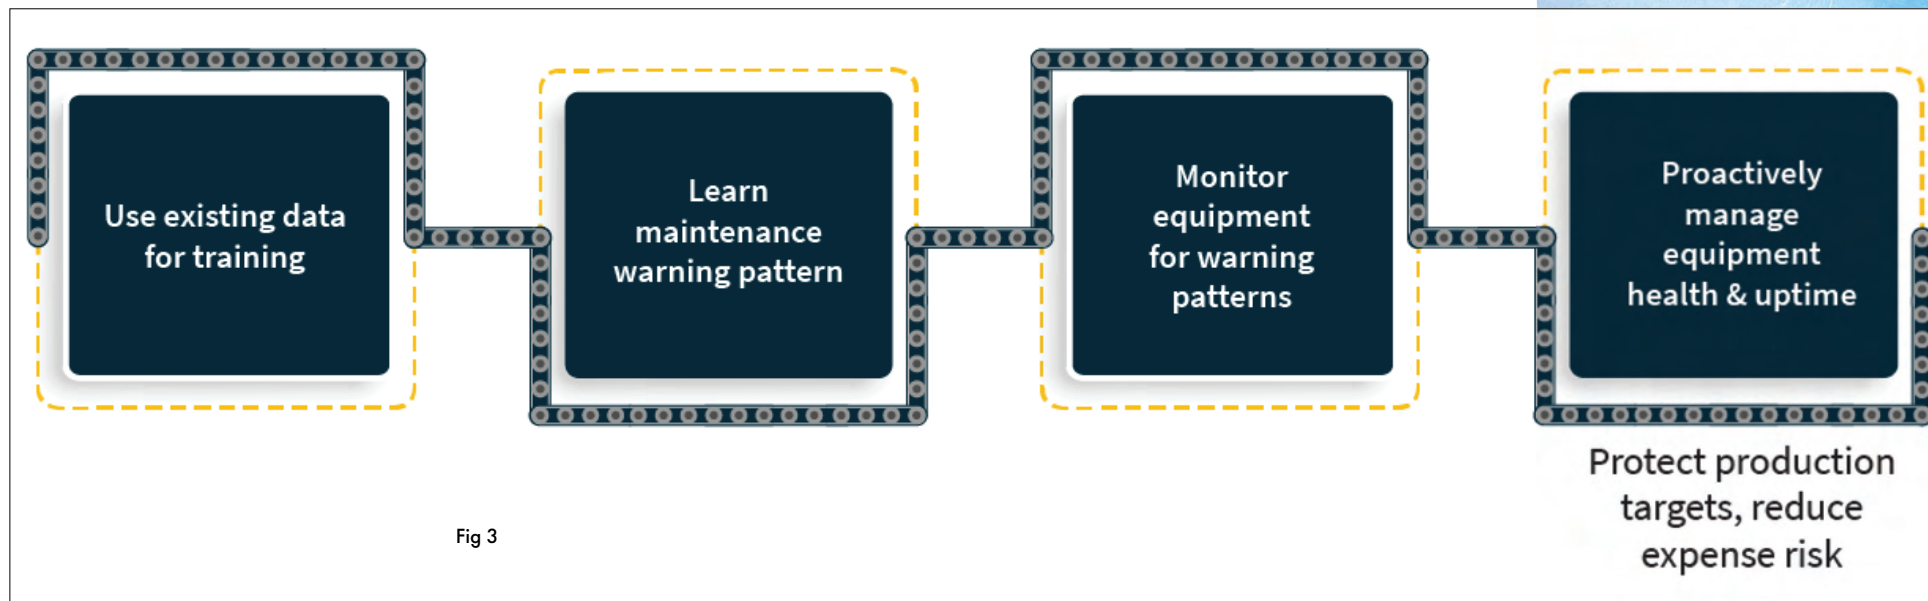 Use existing data
for training
Learn
maintenance
warning pattern
Monitor
equipment
for warning
patterns
Proactively
manage
equipment
health & uptime
Protect production
targets, reduce
expense risk
Fig 3